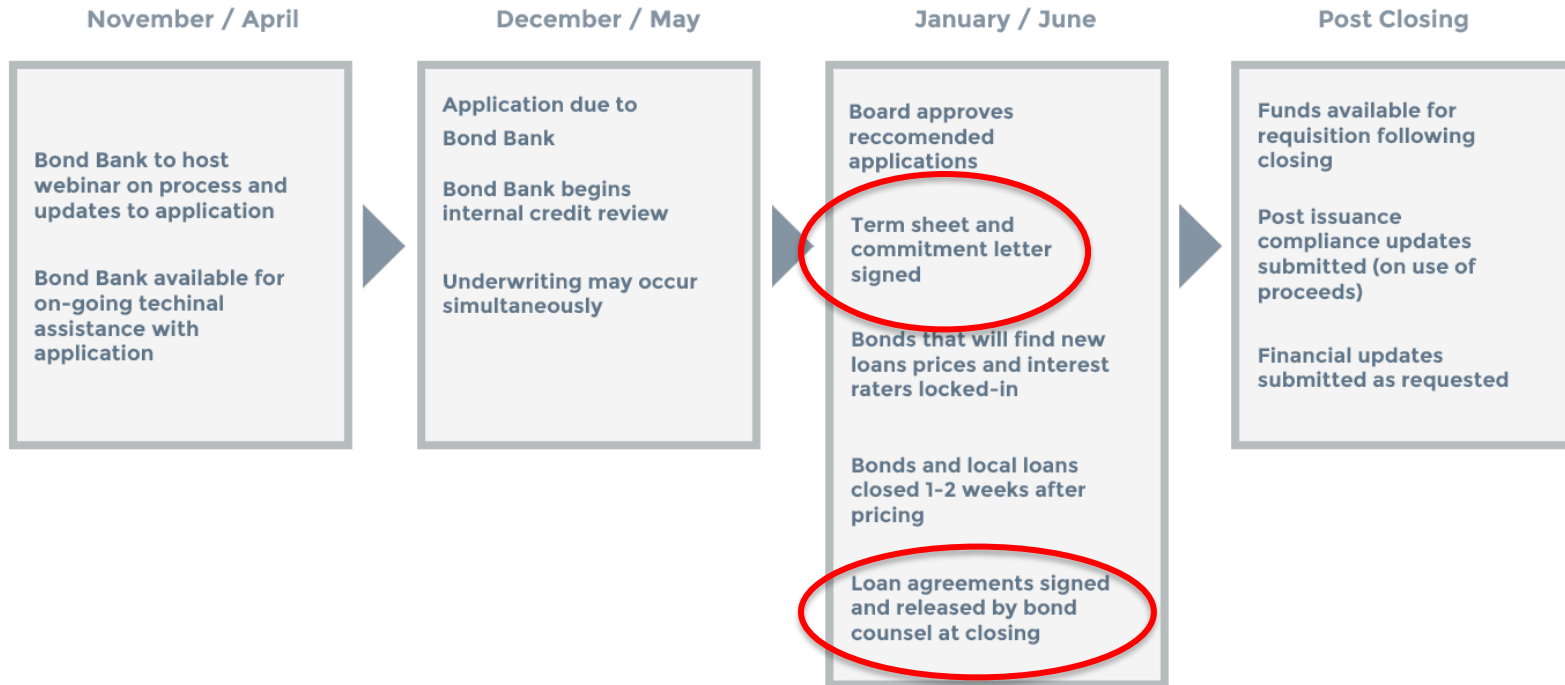 November / April
Bond Bank to host
webinar on process and
updates to application
Bond Bank available for
on-going techinal
assistance with
application
December / May
Application due to
Bond Bank
Bond Bank begins
internal credit review
Underwriting may occur
simultaneously
January / June
Board approves
reccomended
applications
Term sheet and
commitment letter
signed
Bonds that will find new
loans prices and interest
raters locked-in
Bonds and local loans
closed 1-2 weeks after
pricing
Loan agreements signed
and released by bond
counsel at closing
Post Closing
Funds available for
requisition following
closing
Post issuance
compliance updates
submitted (on use of
proceeds)
Financial updates
submitted as requested